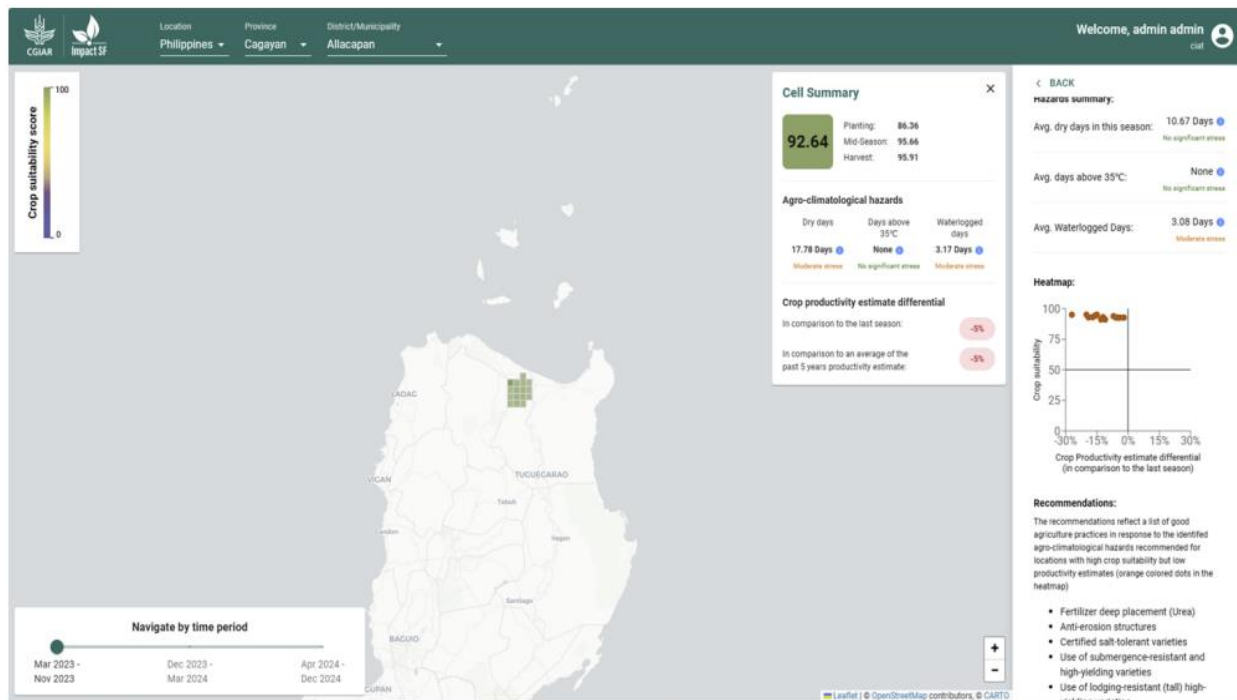 CGIAR
Impact SF
Location
Philippines
Province
Cagayan
District/Municipality
Allacapan
Welcome, admin admin
ciat
100
Crop suitability score
0
Cell Summary
92.64
Planting: 86.36
Mid-Season: 95.66
Harvest: 95.91
Agro-climatological hazards
Dry days
Days above
35°C
Waterlogged
days
17.78 Days
None
3.17 Days
Moderate stress
No significant stress
Moderate stress
Crop productivity estimate differential
In comparison to the last season:
-5%
In comparison to an average of the
past 5 years productivity estimate:
-5%
LAOAG
VIGAN
TUGUEGARAO
Tabuk
Candon
Ilagan
Santiago
BAGUIO
GUPAN
Navigate by time period
Mar 2023 -
Nov 2023
Dec 2023 -
Mar 2024
Apr 2024 -
Dec 2024
+
−
Leaflet | © OpenStreetMap contributors, © CARTO
BACK
Hazards summary:
Avg. dry days in this season:
10.67 Days
No significant stress
Avg. days above 35°C:
None
No significant stress
Avg. Waterlogged Days:
3.08 Days
Moderate stress
Heatmap:
100
75
50
25
0
Crop suitability
-30% -15% 0% 15% 30%
Crop Productivity estimate differential
(in comparison to the last season)
Recommendations:
The recommendations reflect a list of good
agriculture practices in response to the identifed
agro-climatological hazards recommended for
locations with high crop suitability but low
productivity estimates (orange colored dots in the
heatmap)
• Fertilizer deep placement (Urea)
• Anti-erosion structures
• Certified salt-tolerant varieties
• Use of submergence-resistant and
high-yielding varieties
• Use of lodging-resistant (tall) high-